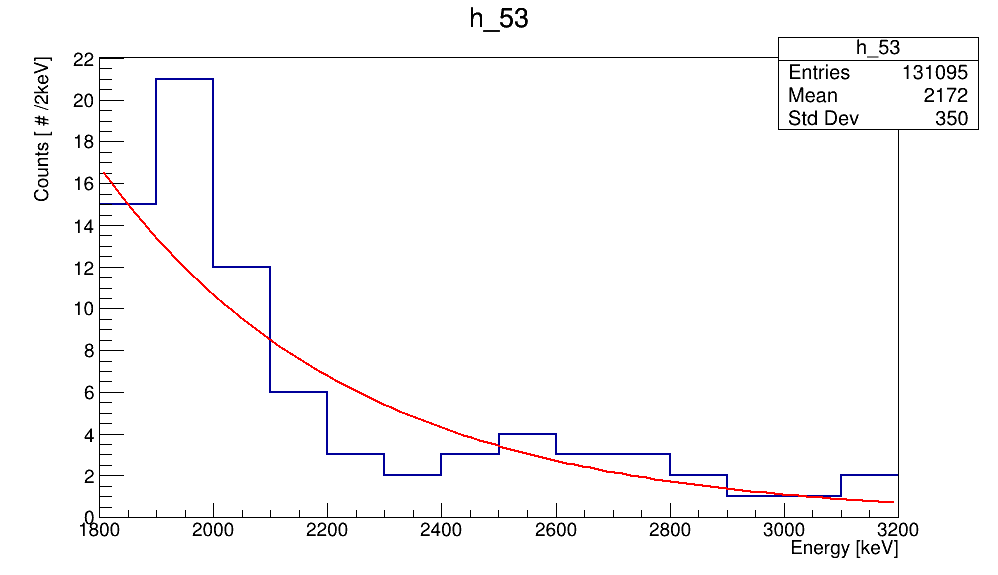 h_53
h_53
Entries 131095
Mean 2172
Std Dev 350
Counts [ # /2keV]
22
20
18
16
14
12
10
8
6
4
2
0
1800 2000 2200 2400 2600 2800 3000 3200
Energy [keV]